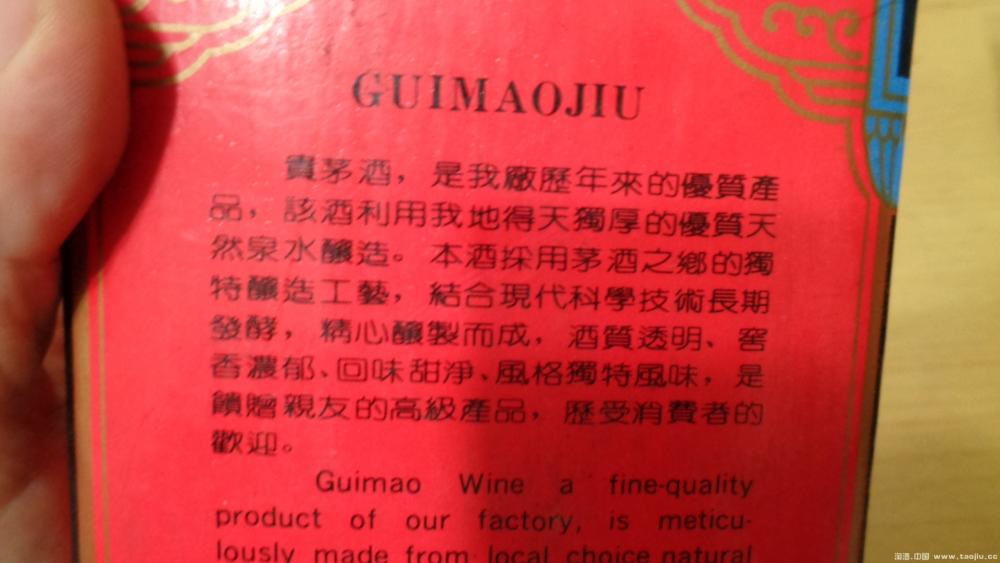 GUIMAOJIU
貴茅酒，是我廠歷年來的優質產
品，該酒利用我地得天獨厚的優質天
然泉水釀造。本酒採用茅酒之鄉的獨
特釀造工藝，結合現代科學技術長期
發酵，精心釀製而成，酒質透明、窖
香濃郁、回味甜淨、風格獨特風味，是
饋贈親友的高級產品，歷受消費者的
歡迎。
Guimao Wine a fine-quality
product of our factory, is meticu-
lously made from local choice natural
淘酒.中国 www.taojiu.cc